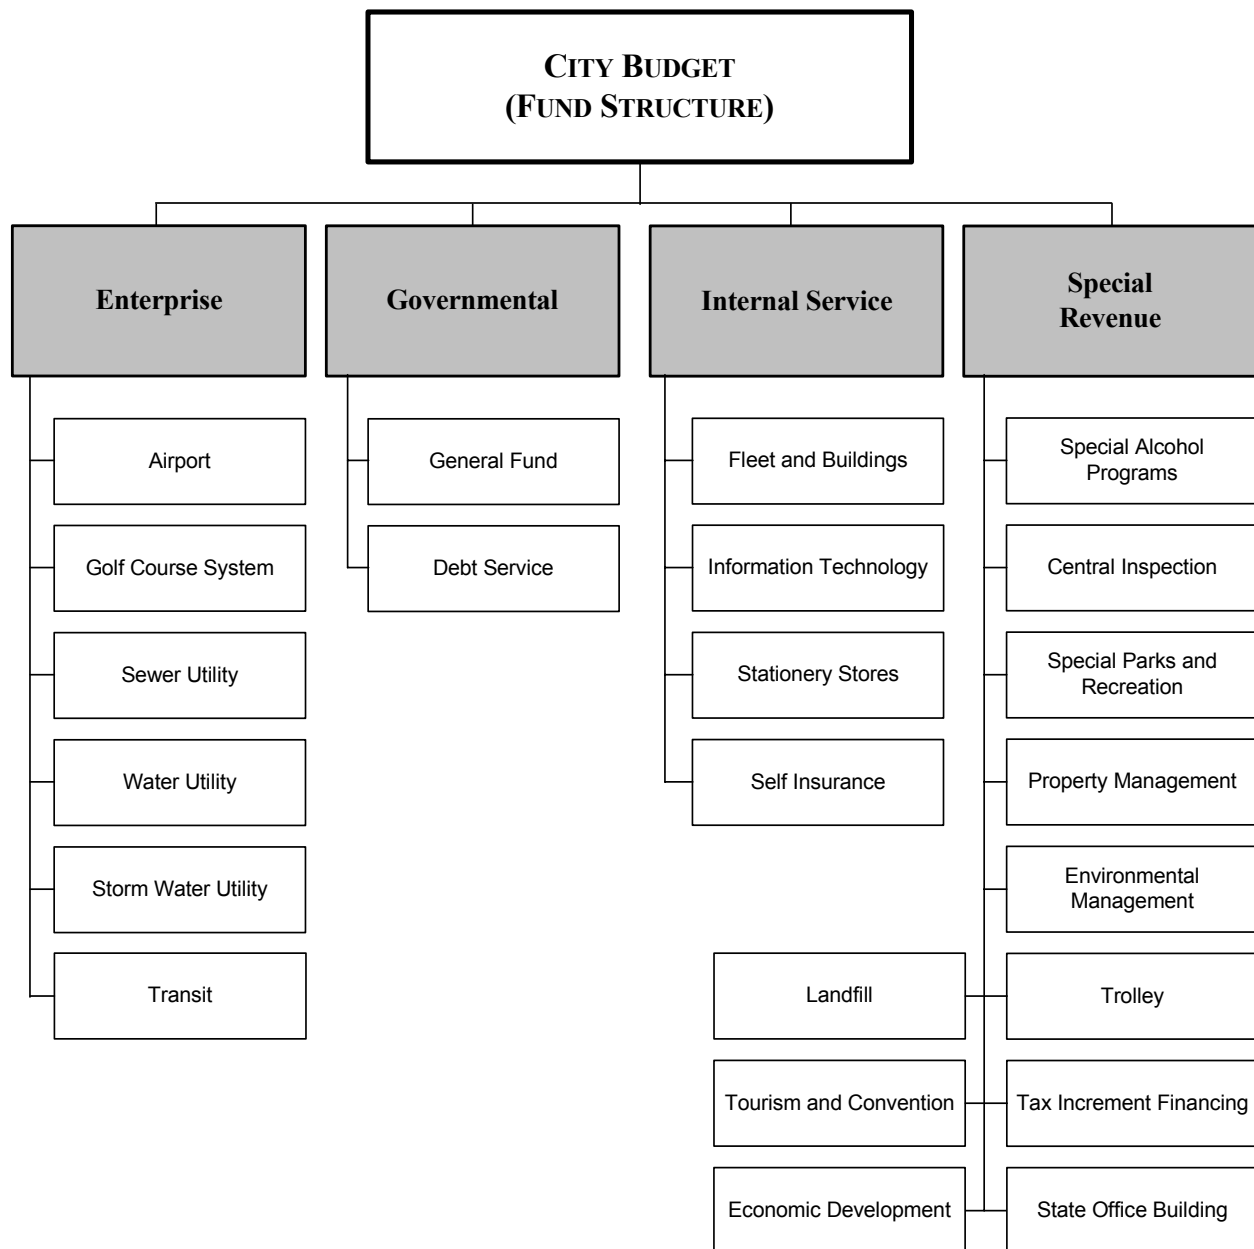 CITY BUDGET
(FUND STRUCTURE)
Enterprise
Governmental
Internal Service
Special
Revenue
Airport
Golf Course System
Sewer Utility
Water Utility
Storm Water Utility
Transit
General Fund
Debt Service
Fleet and Buildings
Information Technology
Stationery Stores
Self Insurance
Special Alcohol
Programs
Central Inspection
Special Parks and
Recreation
Property Management
Environmental
Management
Landfill
Trolley
Tourism and Convention
Tax Increment Financing
Economic Development
State Office Building